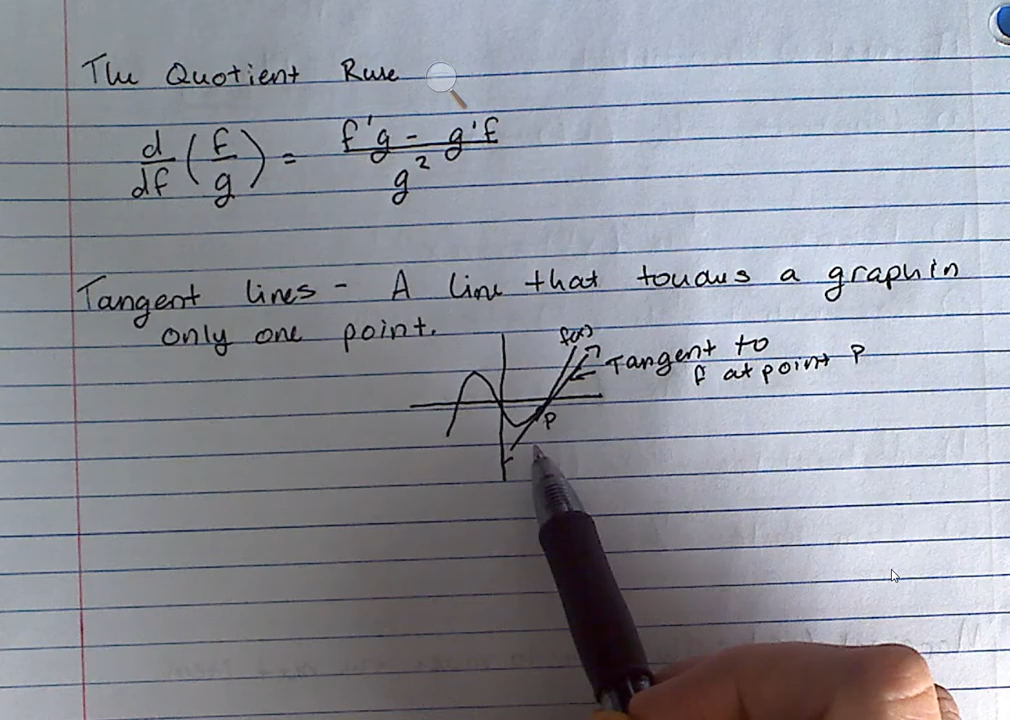 The Quotient Rule
d/df (f/g) = f'g - g'f / g²
Tangent lines - A line that touches a graph in
only one point.
f(x)
Tangent to
f at point P
P